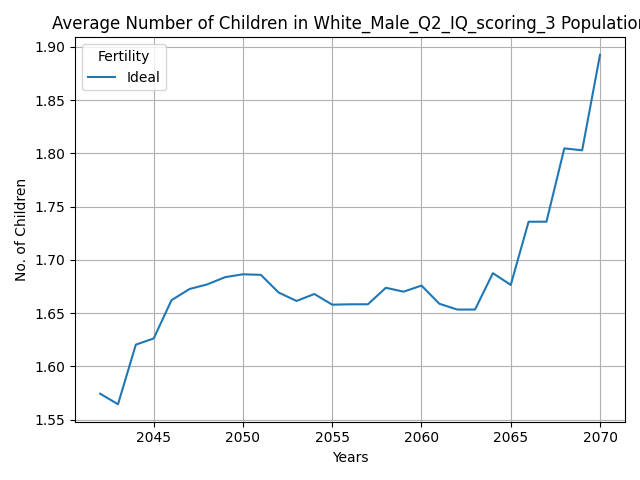 Average Number of Children in White_Male_Q2_IQ_scoring_3 Population
Fertility
Ideal
No. of Children
1.90
1.85
1.80
1.75
1.70
1.65
1.60
1.55
2045 2050 2055 2060 2065 2070
Years